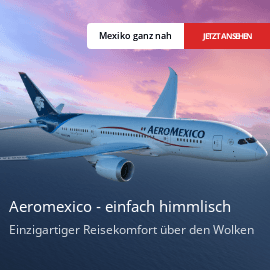 Mexiko ganz nah
JETZT ANSEHEN
AEROMEXICO
Aeromexico - einfach himmlisch
Einzigartiger Reisekomfort über den Wolken